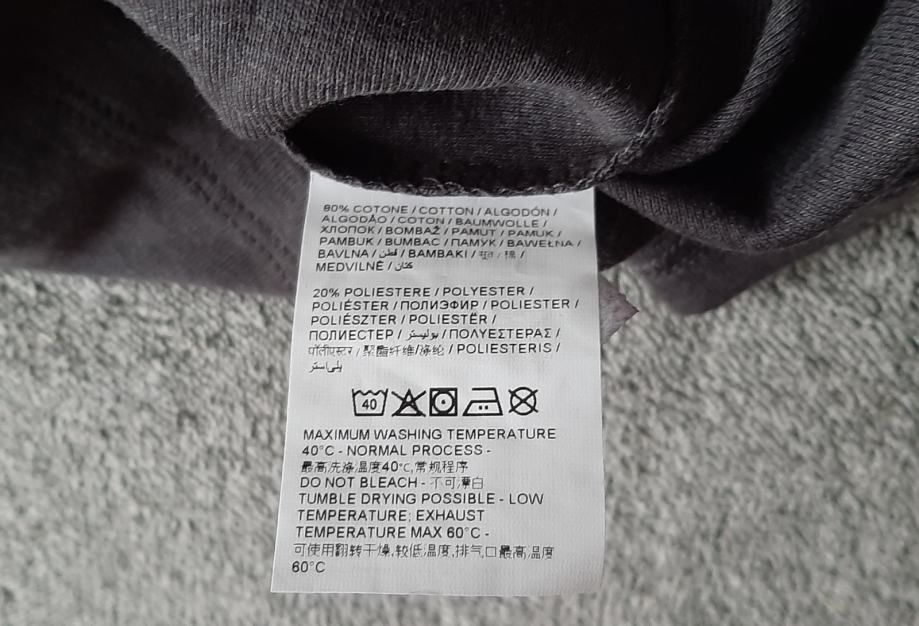 80% COTONE / COTTON / ALGODÓN /
ALGODÃO / COTON / BAUMWOLLE /
ХЛОПОК / BOMBAŽ / PAMUT / PAMUK /
PAMBUK / BUMBAC / ПАМУК / BAWEŁNA /
BAVLNA / قطن / BAMBAKI / 棉 /
MEDVILNĖ / كتان
20% POLIESTERE / POLYESTER /
POLIÉSTER / ПОЛИЭФИР / POLIESTER /
POLIÉSZTER / POLIESTËR /
ПОЛИЕСТЕР / بوليستر / ΠΟΛΥΕΣΤΕΡΑΣ /
पॉलीएस्टर / 聚酯纤维/涤纶 / POLIESTERIS /
پلی‌استر
40
MAXIMUM WASHING TEMPERATURE
40°C - NORMAL PROCESS -
最高洗涤温度40°C,常规程序
DO NOT BLEACH - 不可漂白
TUMBLE DRYING POSSIBLE - LOW
TEMPERATURE; EXHAUST
TEMPERATURE MAX 60°C -
可使用翻转干燥,较低温度,排气口最高温度
60°C